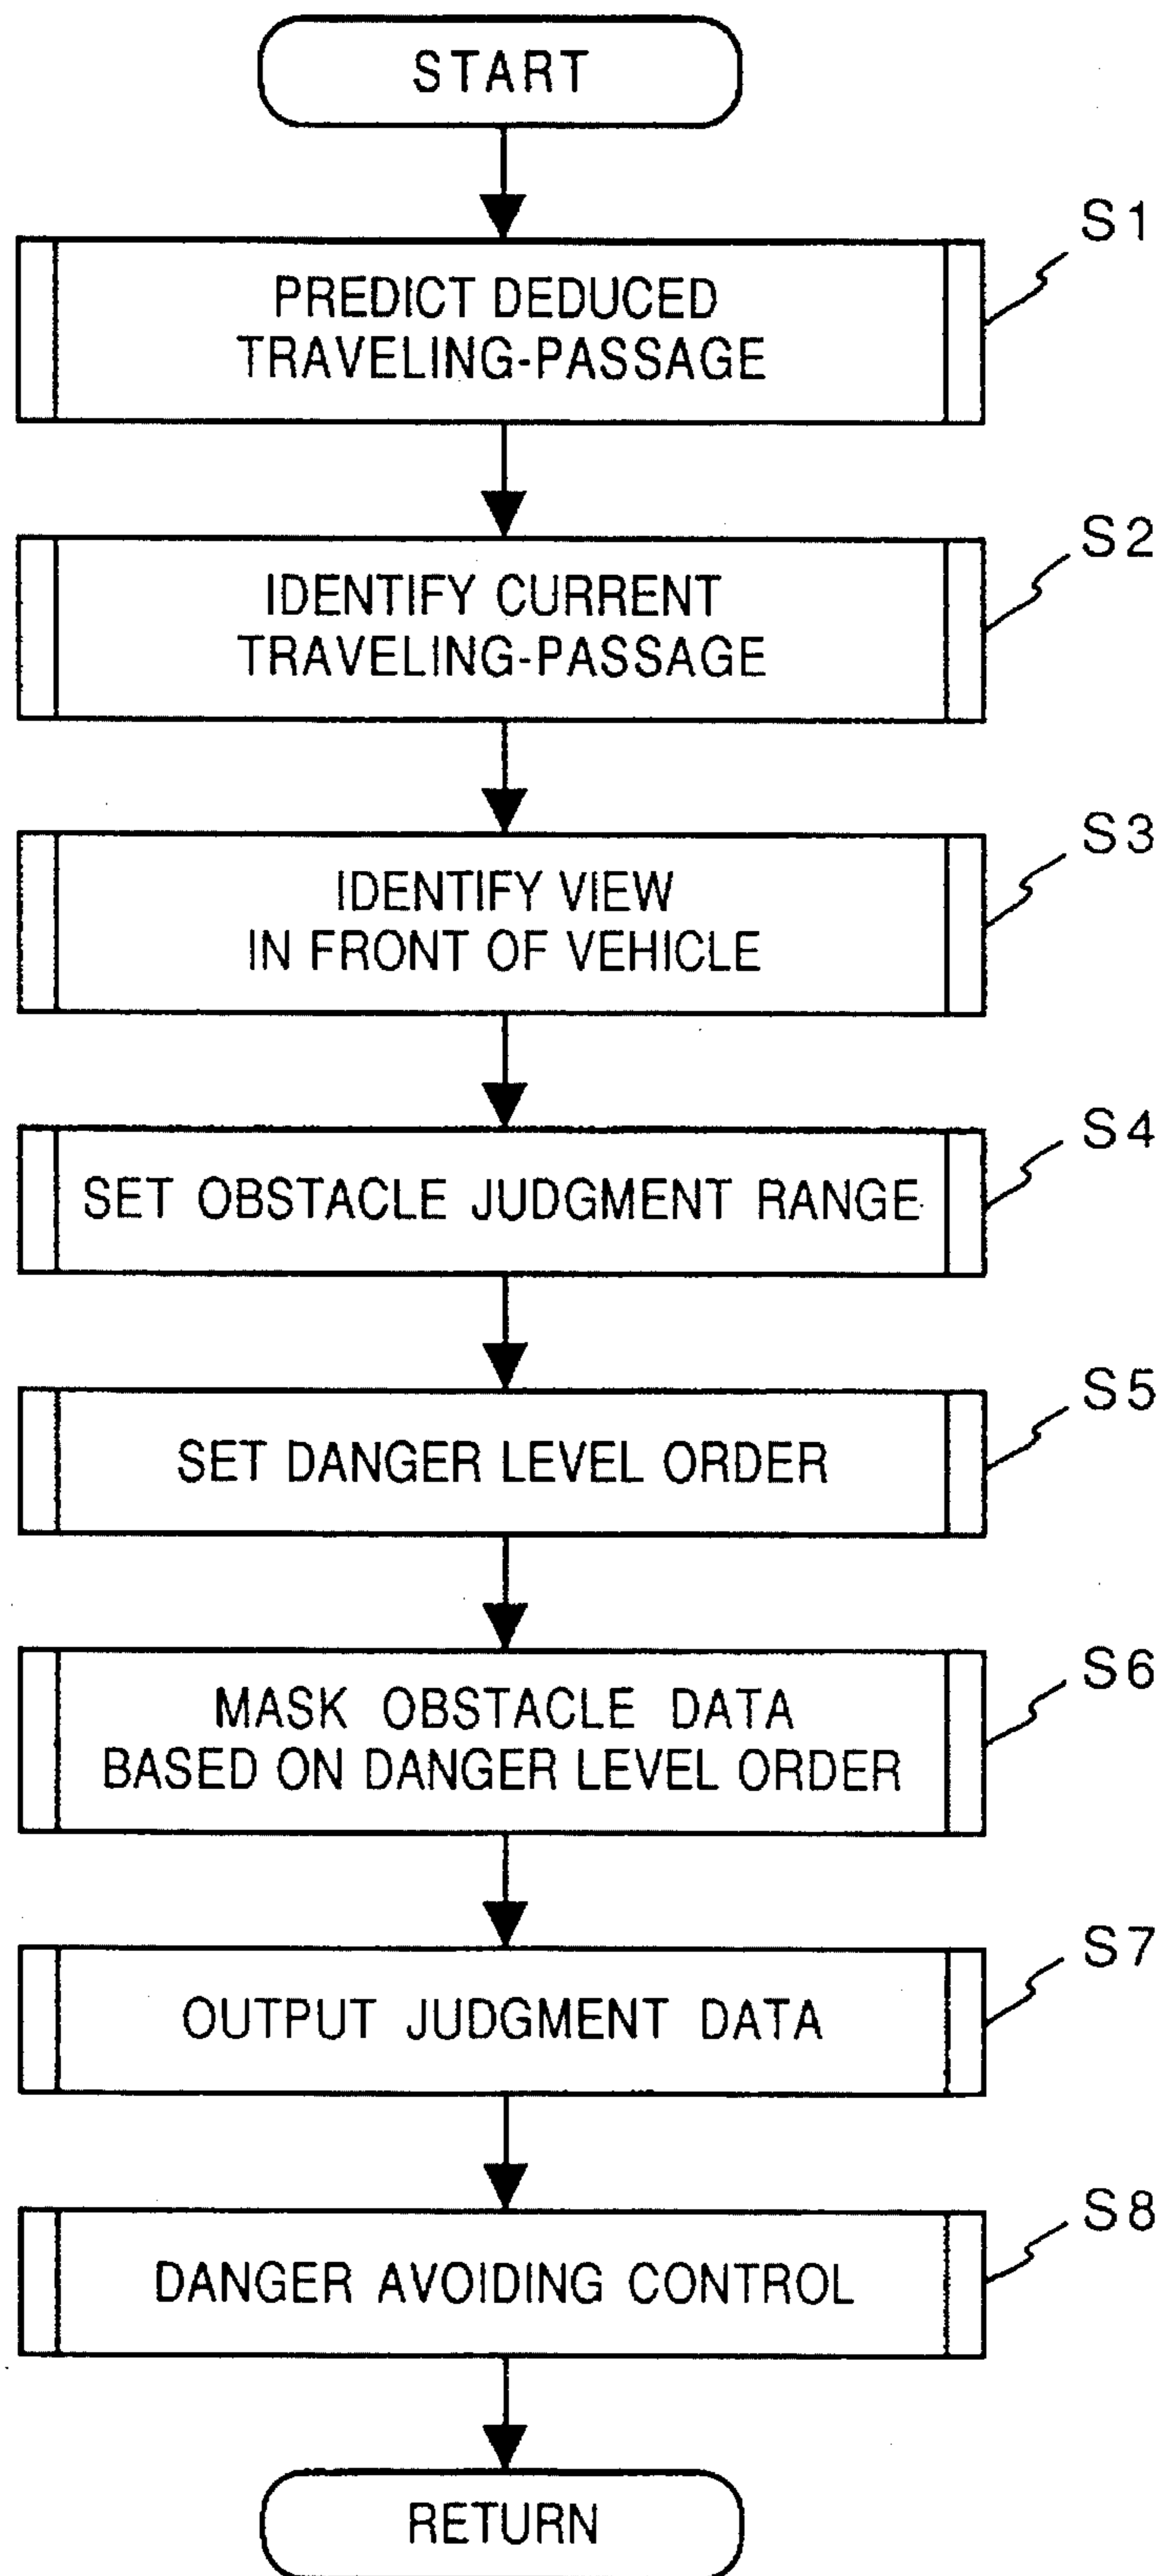 START
S1
PREDICT DEDUCED
TRAVELING-PASSAGE
S2
IDENTIFY CURRENT
TRAVELING-PASSAGE
S3
IDENTIFY VIEW
IN FRONT OF VEHICLE
S4
SET OBSTACLE JUDGMENT RANGE
S5
SET DANGER LEVEL ORDER
S6
MASK OBSTACLE DATA
BASED ON DANGER LEVEL ORDER
S7
OUTPUT JUDGMENT DATA
S8
DANGER AVOIDING CONTROL
RETURN